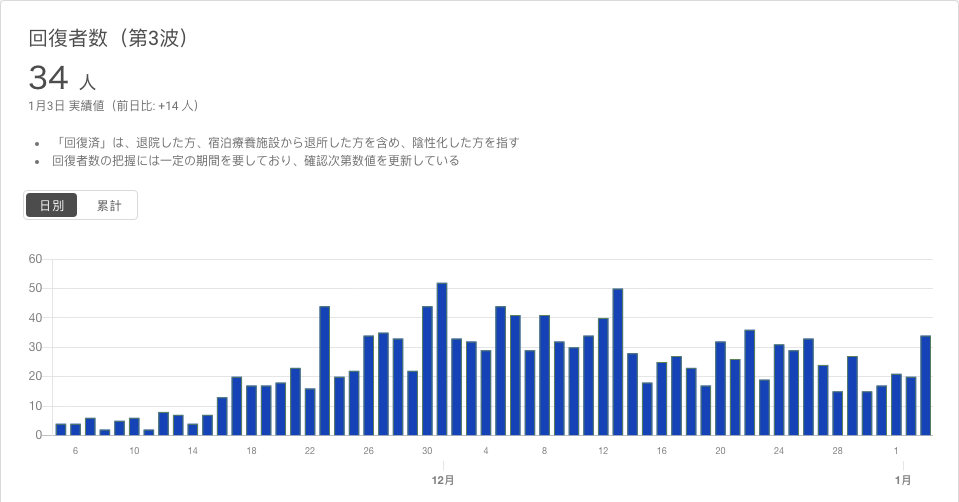 回復者数（第3波）
34 人
1月3日 実績値（前日比: +14 人）
• 「回復済」は、退院した方、宿泊療養施設から退所した方を含め、陰性化した方を指す
• 回復者数の把握には一定の期間を要しており、確認次第数値を更新している
日別 累計
60
50
40
30
20
10
0
6 10 14 18 22 26 30 4 8 12 16 20 24 28 1
12月 1月